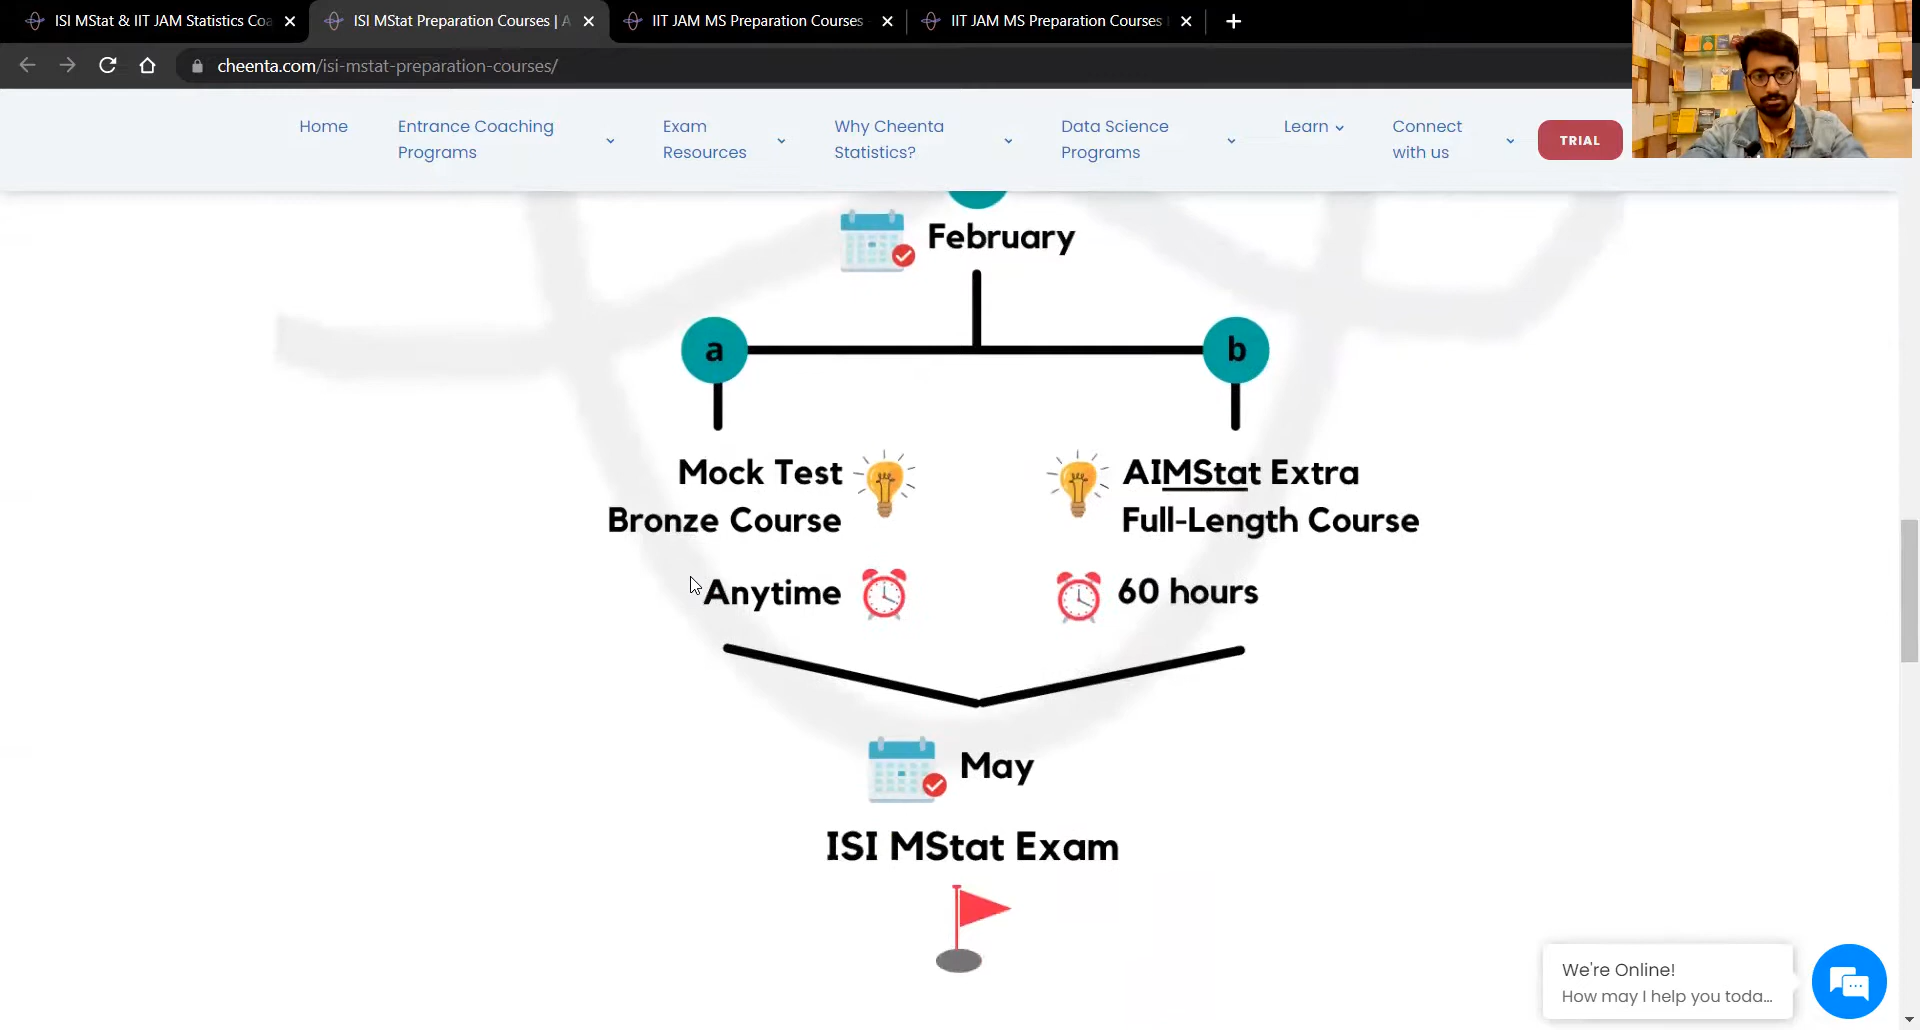 ISI MStat & IIT JAM Statistics Coa
ISI MStat Preparation Courses | A
IIT JAM MS Preparation Courses
IIT JAM MS Preparation Courses
cheenta.com/isi-mstat-preparation-courses/
Home
Entrance Coaching
Programs
Exam
Resources
Why Cheenta
Statistics?
Data Science
Programs
Learn
Connect
with us
TRIAL
February
a
b
Mock Test
Bronze Course
AIMStat Extra
Full-Length Course
Anytime
60 hours
May
ISI MStat Exam
We're Online!
How may I help you toda...